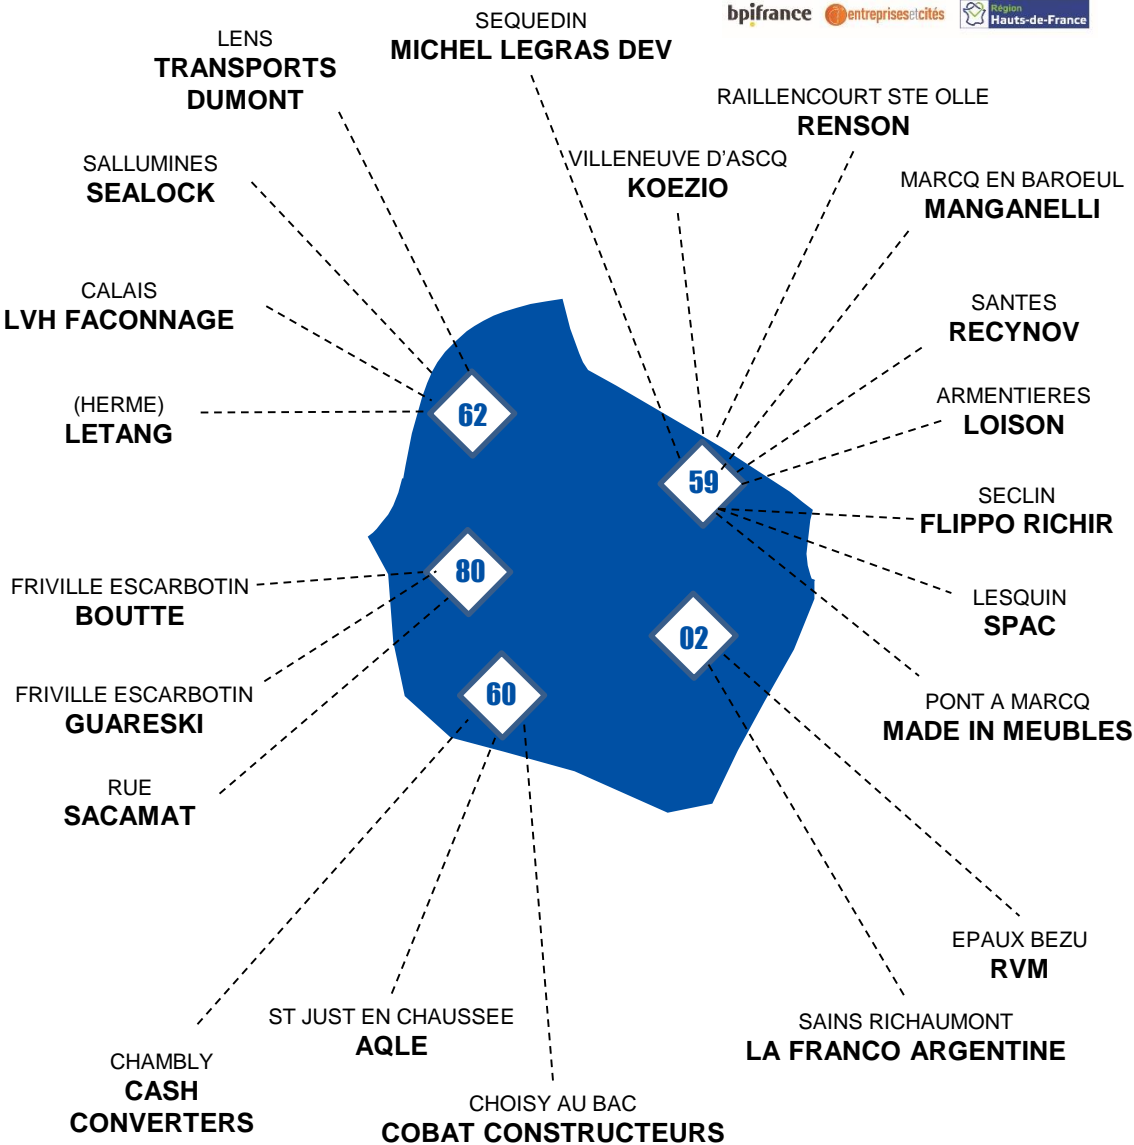 bpifrance entreprisesetcités Région
Hauts-de-France
SEQUEDIN
MICHEL LEGRAS DEV
LENS
TRANSPORTS
DUMONT
RAILLENCOURT STE OLLE
RENSON
SALLUMINES
SEALOCK
VILLENEUVE D'ASCQ
KOEZIO
MARCQ EN BAROEUL
MANGANELLI
CALAIS
LVH FACONNAGE
SANTES
RECYNOV
(HERME)
LETANG
62
ARMENTIERES
LOISON
59
SECLIN
FLIPPO RICHIR
FRIVILLE ESCARBOTIN
BOUTTE
80
LESQUIN
SPAC
02
FRIVILLE ESCARBOTIN
GUARESKI
60
PONT A MARCQ
MADE IN MEUBLES
RUE
SACAMAT
EPAUX BEZU
RVM
ST JUST EN CHAUSSEE
AQLE
SAINS RICHAUMONT
LA FRANCO ARGENTINE
CHAMBLY
CASH
CONVERTERS
CHOISY AU BAC
COBAT CONSTRUCTEURS